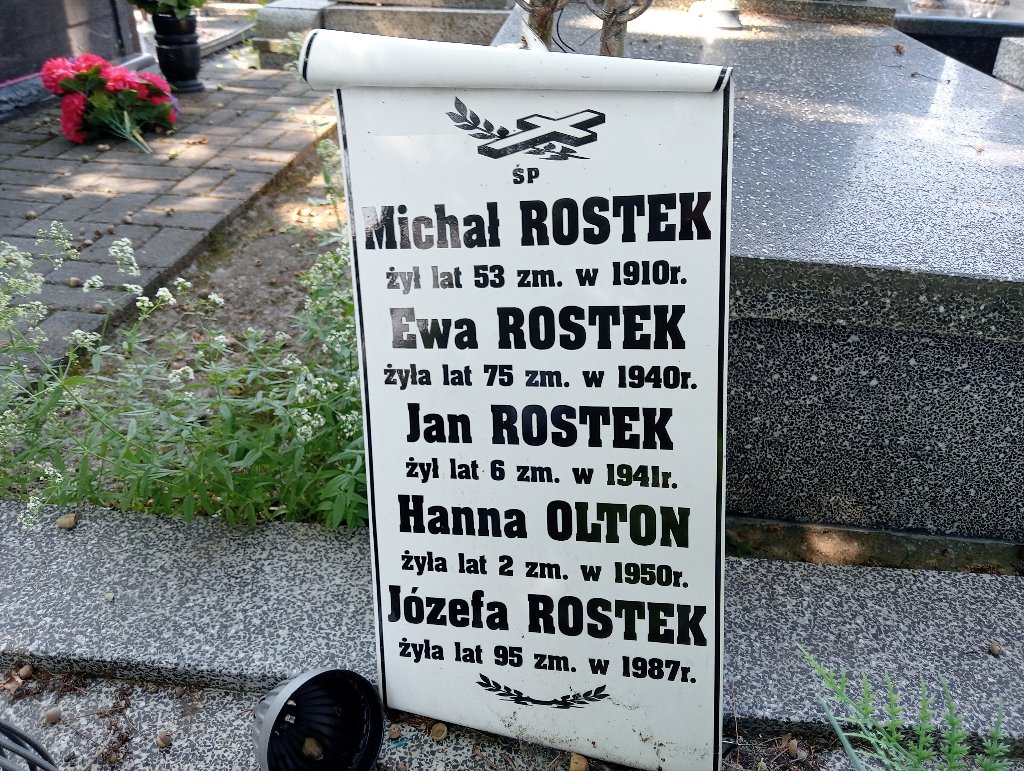 ŚP
Michał ROSTEK
żył lat 53 zm. w 1910r.
Ewa ROSTEK
żyła lat 75 zm. w 1940r.
Jan ROSTEK
żył lat 6 zm. w 1941r.
Hanna OLTON
żyła lat 2 zm. w 1950r.
Józefa ROSTEK
żyła lat 95 zm. w 1987r.